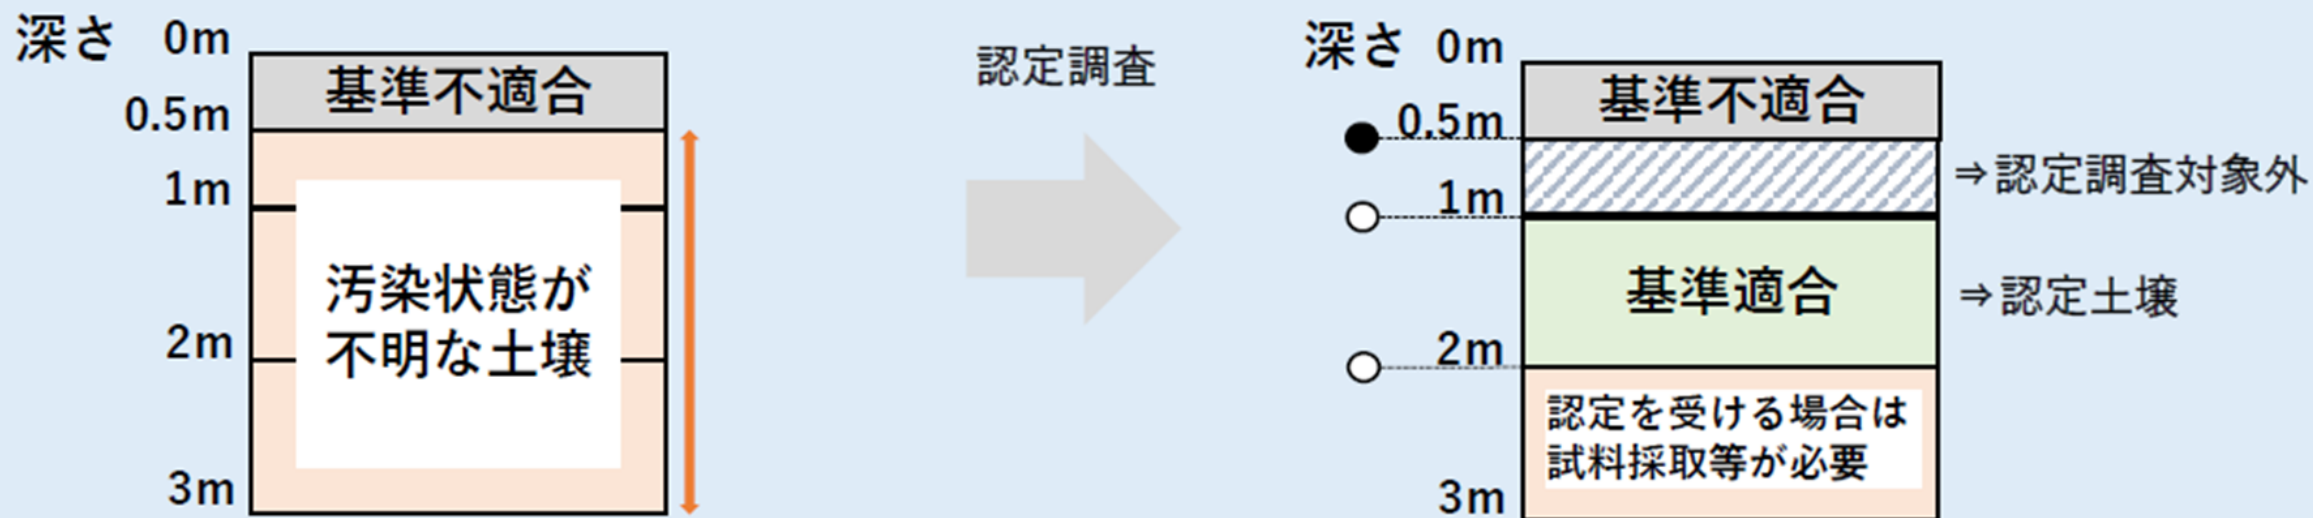 深さ
0m
基準不適合
0.5m
1m
汚染状態が
不明な土壌
2m
3m
認定調査
深さ
0m
基準不適合
0.5m
⇒認定調査対象外
1m
基準適合
⇒認定土壌
2m
認定を受ける場合は
試料採取等が必要
3m